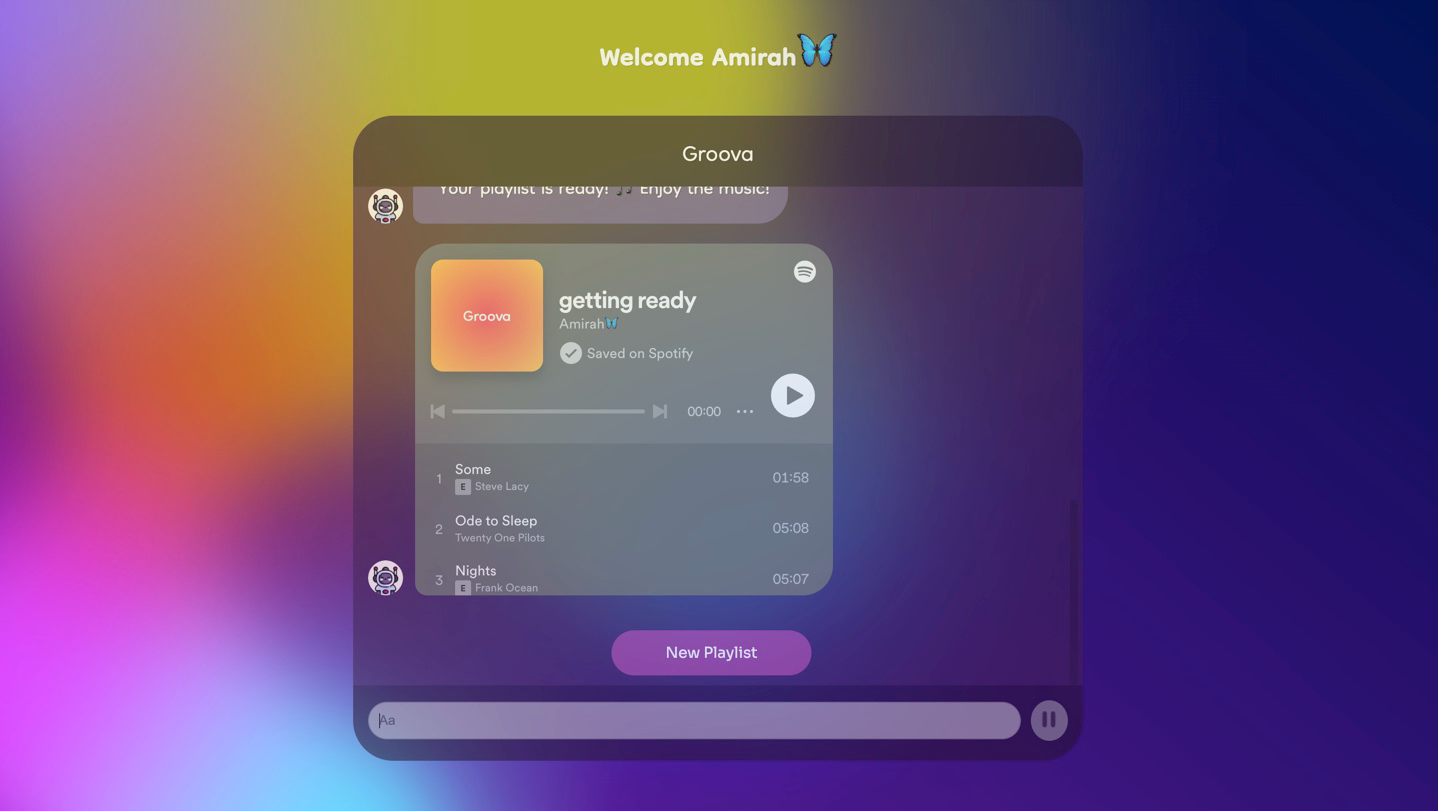 Welcome Amirah🦋
Groova
Your playlist is ready! 🎵 Enjoy the music!
Groova
getting ready
Amirah🦋
Saved on Spotify
00:00
1 Some 01:58
E Steve Lacy
2 Ode to Sleep 05:08
Twenty One Pilots
3 Nights 05:07
E Frank Ocean
New Playlist
Aa